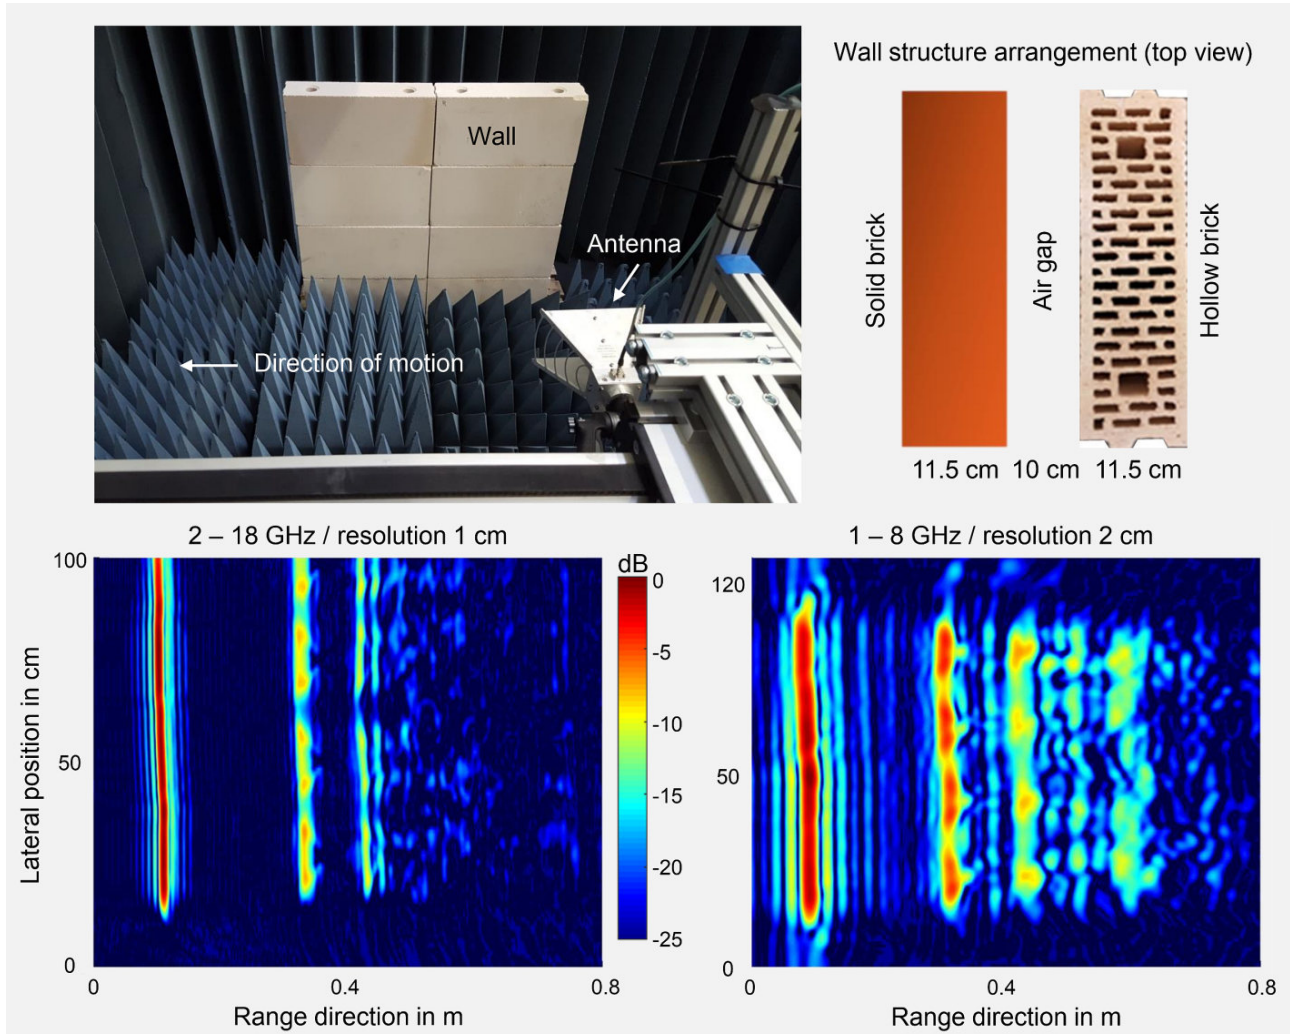 Wall
Antenna
Direction of motion
Wall structure arrangement (top view)
Solid brick
Air gap
Hollow brick
11.5 cm 10 cm 11.5 cm
2 – 18 GHz / resolution 1 cm
100
50
0
Lateral position in cm
0 0.4 0.8
Range direction in m
dB
0
-5
-10
-15
-20
-25
1 – 8 GHz / resolution 2 cm
120
50
0
0 0.4 0.8
Range direction in m